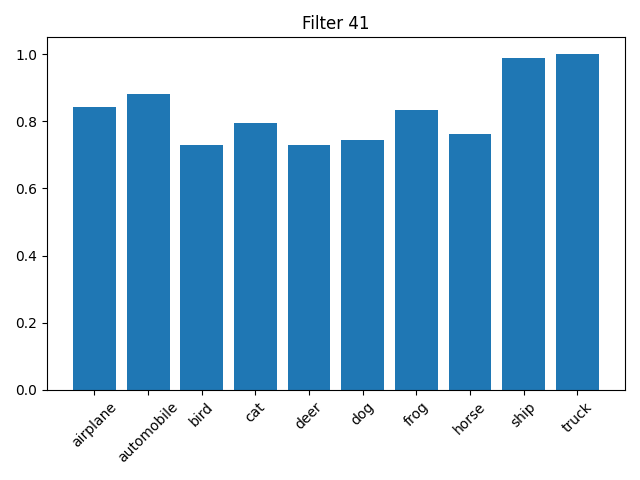 Filter 41
1.0
0.8
0.6
0.4
0.2
0.0
airplane
automobile
bird
cat
deer
dog
frog
horse
ship
truck